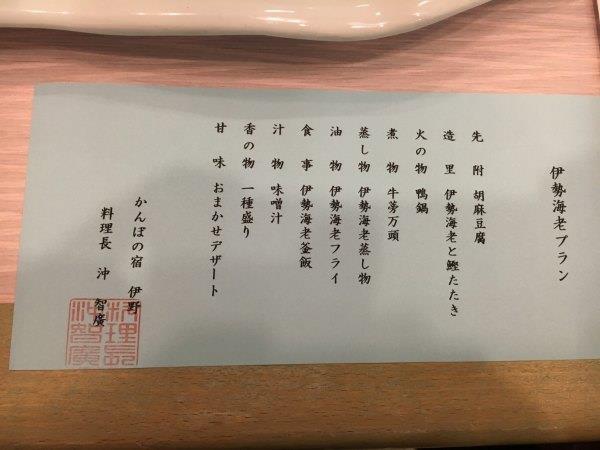 伊勢海老プラン
先附 胡麻豆腐
造里 伊勢海老と鰹たたき
火の物 鴨鍋
煮物 牛蒡万頭
蒸し物 伊勢海老蒸し物
油物 伊勢海老フライ
食事 伊勢海老釜飯
汁物 味噌汁
香の物 一種盛り
甘味 おまかせデザート
かんぽの宿 伊野
料理長 沖 智廣
料理長
沖智廣